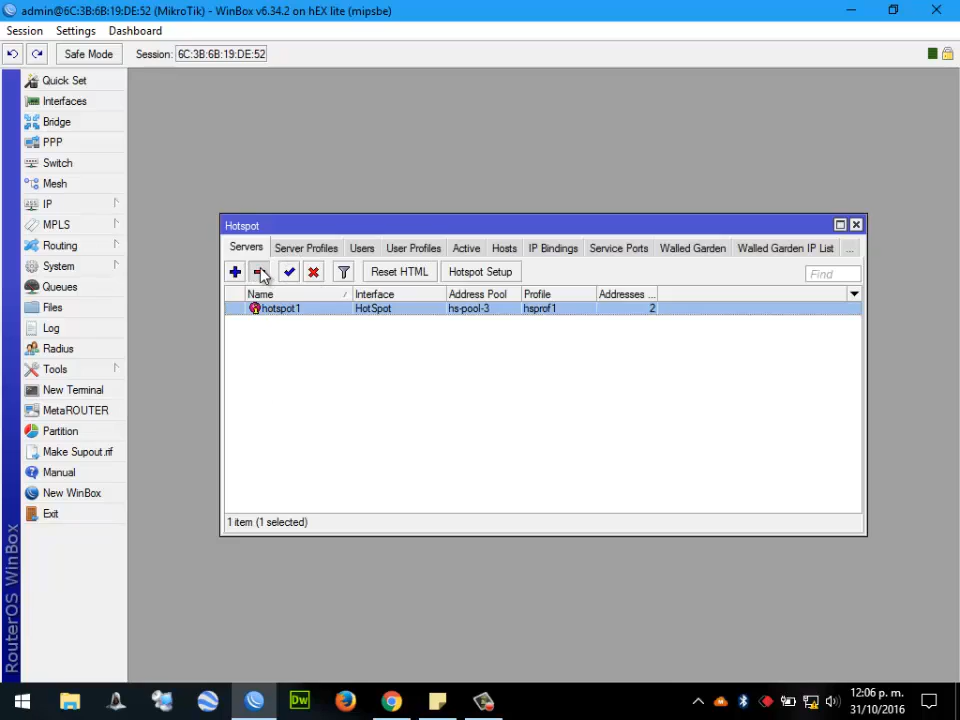 admin@6C:3B:6B:19:DE:52 (MikroTik) - WinBox v6.34.2 on hEX lite (mipsbe)
Session Settings Dashboard
Safe Mode Session: 6C:3B:6B:19:DE:52
Quick Set
Interfaces
Bridge
PPP
Switch
Mesh
IP
MPLS
Routing
System
Queues
Files
Log
Radius
Tools
New Terminal
MetaROUTER
Partition
Make Supout.rif
Manual
New WinBox
Exit
RouterOS WinBox
Hotspot
Servers Server Profiles Users User Profiles Active Hosts IP Bindings Service Ports Walled Garden Walled Garden IP List ...
Reset HTML Hotspot Setup Find
Name Interface Address Pool Profile Addresses ...
hotspot1 HotSpot hs-pool-3 hsprof1 2
1 item (1 selected)
Dw
12:06 p. m.
31/10/2016